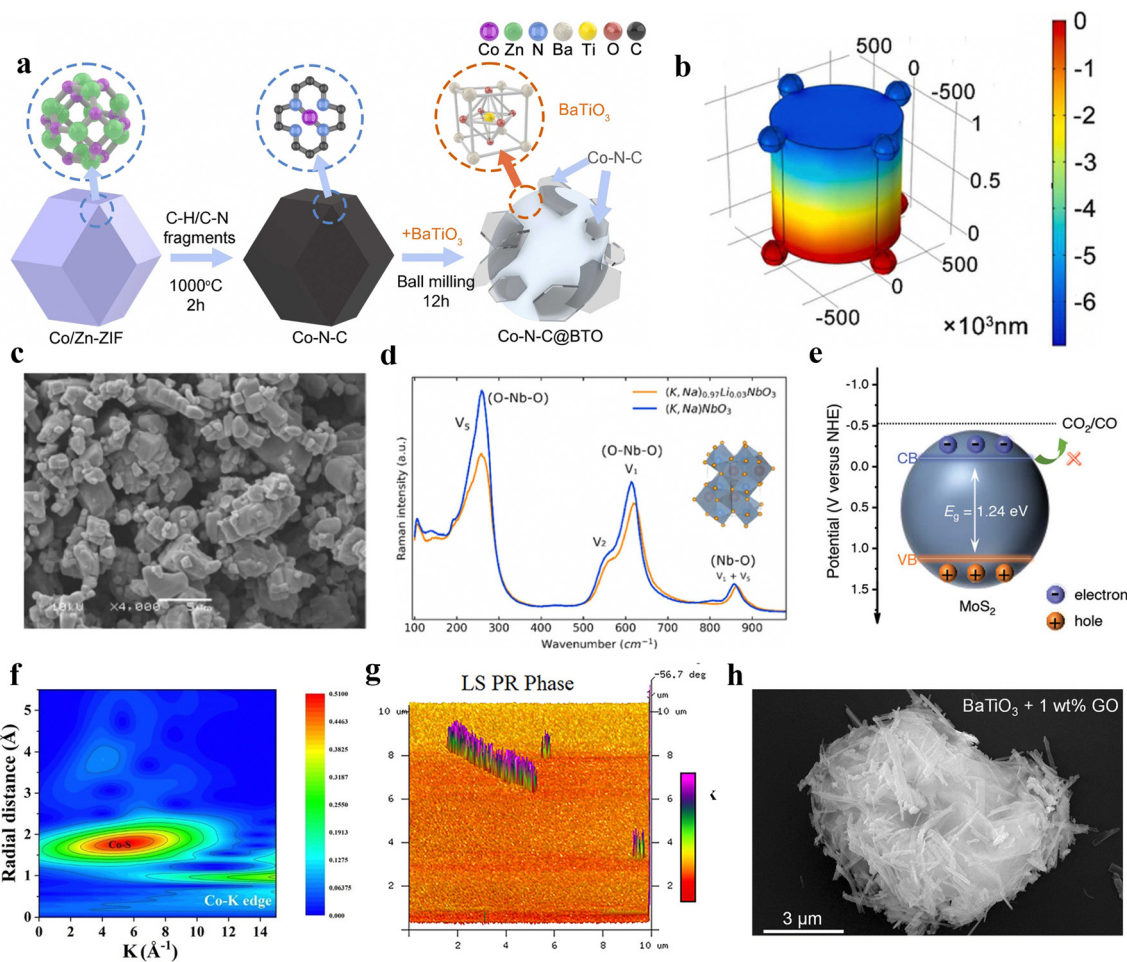 a
Co Zn N Ba Ti O C
BaTiO₃
Co-N-C
C-H/C-N
fragments
1000°C
2h
+BaTiO₃
Ball milling
12h
Co/Zn-ZIF
Co-N-C
Co-N-C@BTO
b
500
0
-500
1
0.5
0
500
0
-500
×10³nm
0
-1
-2
-3
-4
-5
-6
c
X4,000 5μm
d
(K, Na)₀.₉₇Li₀.₀₃NbO₃
(K, Na)NbO₃
(O-Nb-O)
V₅
(O-Nb-O)
V₁
V₂
(Nb-O)
V₁ + V₅
Raman intensity (a.u.)
100 200 300 400 500 600 700 800 900
Wavenumber (cm⁻¹)
e
Potential (V versus NHE)
-1.0
-0.5
0.0
0.5
1.0
1.5
CO₂/CO
CB
E_g = 1.24 eV
VB
MoS₂
electron
hole
f
Radial distance (Å)
5
4
3
2
1
0
Co-S
Co-K edge
0 2 4 6 8 10 12 14
K (Å⁻¹)
0.5100
0.4463
0.3825
0.3187
0.2550
0.1913
0.1275
0.06375
0.000
g
LS PR Phase
-56.7 deg
um
10 um
8
6
4
2
10 um
8
6
4
2
2 4 6 8 10 um
h
BaTiO₃ + 1 wt% GO
3 μm